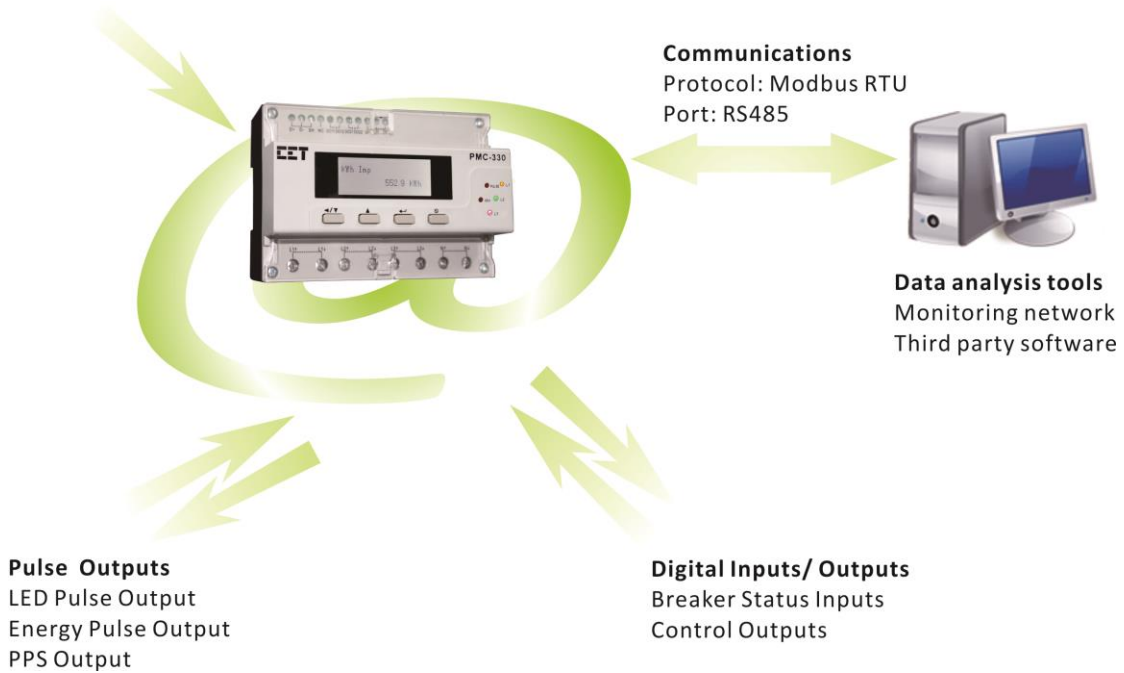 Communications
Protocol: Modbus RTU
Port: RS485
CET
PMC-330
kWh Imp
552.9 kWh
Data analysis tools
Monitoring network
Third party software
Pulse Outputs
LED Pulse Output
Energy Pulse Output
PPS Output
Digital Inputs/ Outputs
Breaker Status Inputs
Control Outputs